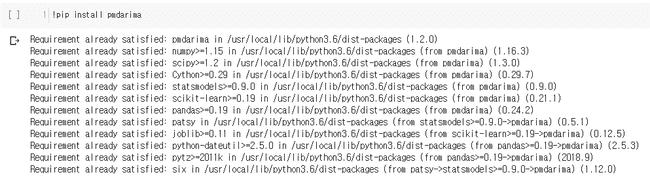 [ ] 1 !pip install pmdarima
Requirement already satisfied: pmdarima in /usr/local/lib/python3.6/dist-packages (1.2.0)
Requirement already satisfied: numpy>=1.15 in /usr/local/lib/python3.6/dist-packages (from pmdarima) (1.16.3)
Requirement already satisfied: scipy>=1.2 in /usr/local/lib/python3.6/dist-packages (from pmdarima) (1.3.0)
Requirement already satisfied: Cython>=0.29 in /usr/local/lib/python3.6/dist-packages (from pmdarima) (0.29.7)
Requirement already satisfied: statsmodels>=0.9.0 in /usr/local/lib/python3.6/dist-packages (from pmdarima) (0.9.0)
Requirement already satisfied: scikit-learn>=0.19 in /usr/local/lib/python3.6/dist-packages (from pmdarima) (0.21.1)
Requirement already satisfied: pandas>=0.19 in /usr/local/lib/python3.6/dist-packages (from pmdarima) (0.24.2)
Requirement already satisfied: patsy in /usr/local/lib/python3.6/dist-packages (from statsmodels>=0.9.0->pmdarima) (0.5.1)
Requirement already satisfied: joblib>=0.11 in /usr/local/lib/python3.6/dist-packages (from scikit-learn>=0.19->pmdarima) (0.12.5)
Requirement already satisfied: python-dateutil>=2.5.0 in /usr/local/lib/python3.6/dist-packages (from pandas>=0.19->pmdarima) (2.5.3)
Requirement already satisfied: pytz>=2011k in /usr/local/lib/python3.6/dist-packages (from pandas>=0.19->pmdarima) (2018.9)
Requirement already satisfied: six in /usr/local/lib/python3.6/dist-packages (from patsy->statsmodels>=0.9.0->pmdarima) (1.12.0)